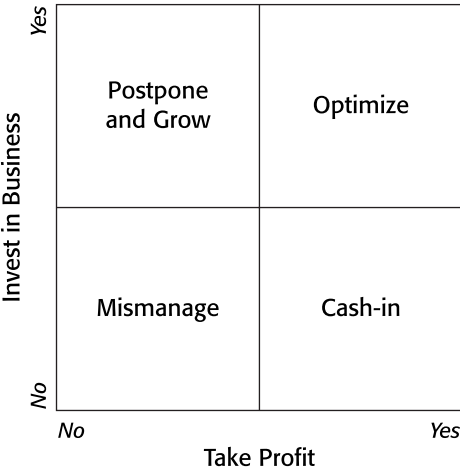 Yes
Postpone
and Grow
Optimize
Invest in Business
Mismanage
Cash-in
No
No
Yes
Take Profit